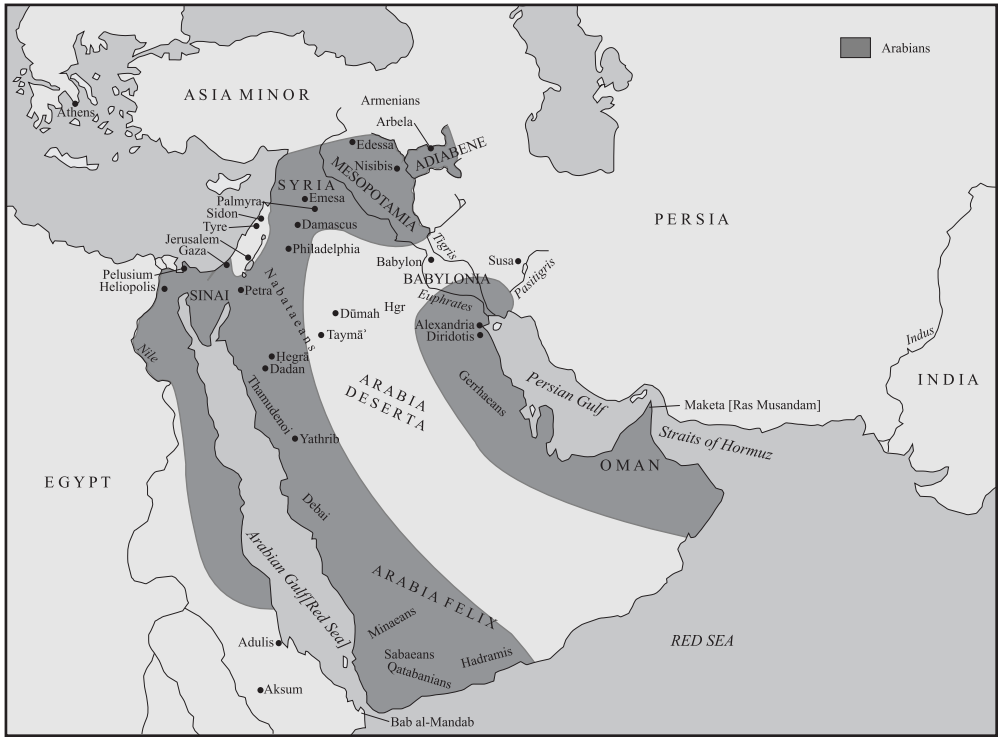 Arabians
ASIA MINOR
Athens
Armenians
Arbela
Edessa
ADIABENE
Nisibis
MESOPOTAMIA
SYRIA
Emesa
Palmyra
Sidon
Tyre
Damascus
Jerusalem
Gaza
Philadelphia
PERSIA
Tigris
Babylon
Susa
BABYLONIA
Pasitigris
Pelusium
Heliopolis
SINAI
Petra
Nabataeans
Euphrates
Dūmah
Hgr
Taymāʾ
Alexandria
Diridotis
Indus
Nile
Ḥegrā
Dadan
Thamudenoi
ARABIA
DESERTA
Gerrhaeans
Persian Gulf
INDIA
Maketa [Ras Musandam]
Straits of Hormuz
Yathrib
OMAN
EGYPT
Debai
Arabian Gulf[Red Sea]
ARABIA FELIX
Minaeans
Adulis
Sabaeans
Qatabanians
Hadramis
RED SEA
Aksum
Bab al-Mandab